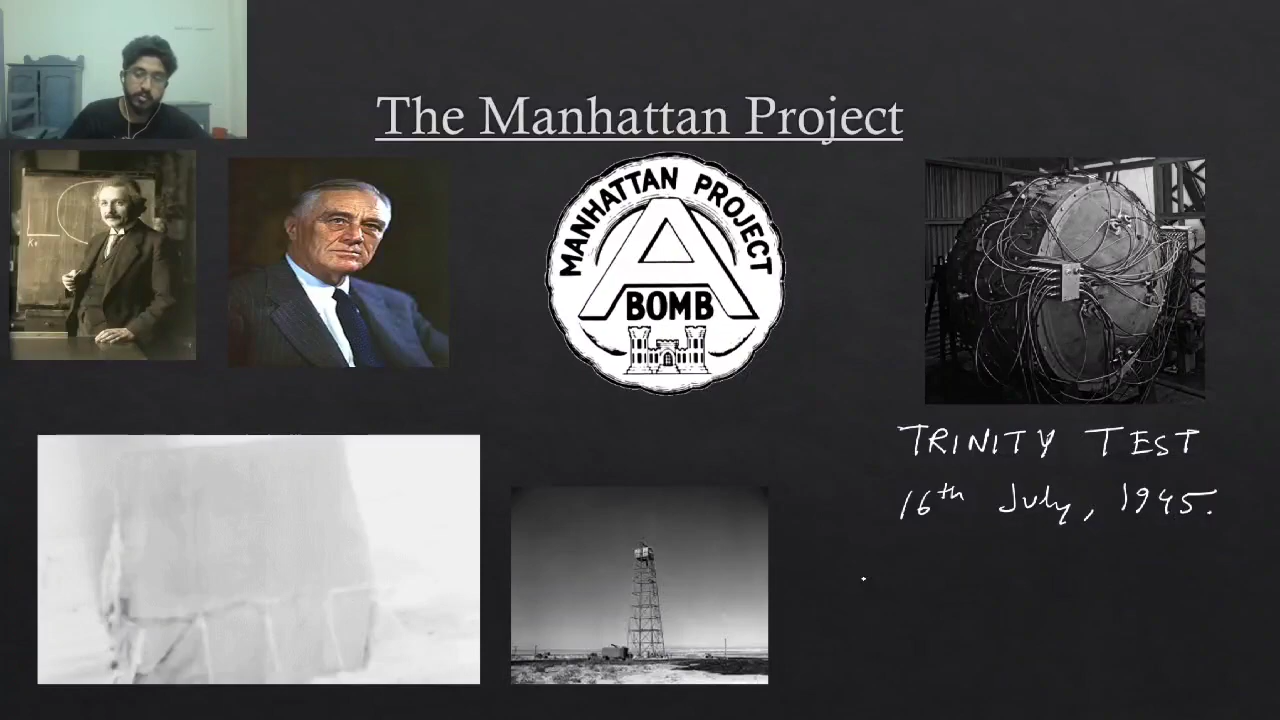 The Manhattan Project
MANHATTAN PROJECT
A
BOMB
TRINITY TEST
16th July, 1945.